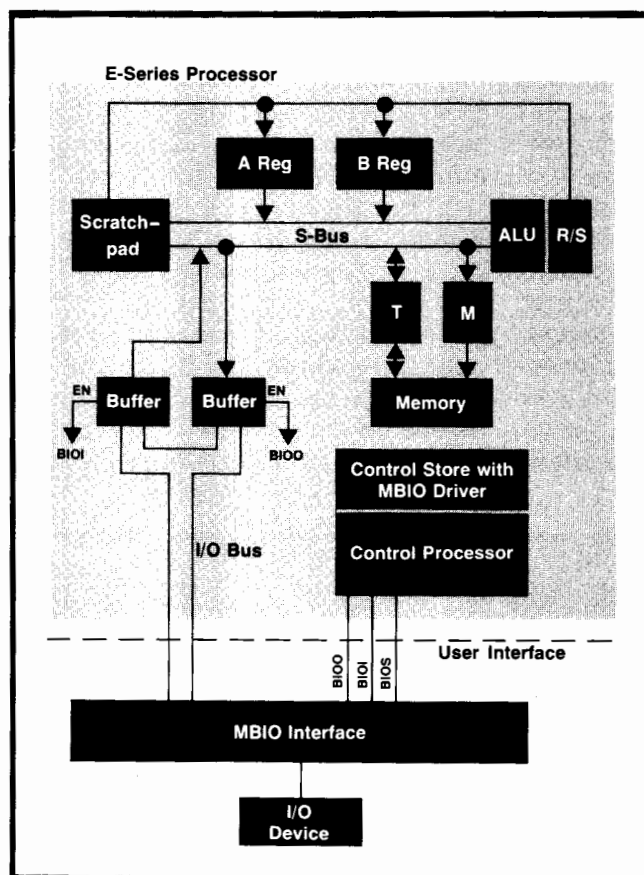 E-Series Processor
A Reg
B Reg
Scratch-
pad
S-Bus
ALU
R/S
T
M
EN
Buffer
Buffer
EN
Memory
BIOI
BIOO
Control Store with
MBIO Driver
I/O Bus
Control Processor
User Interface
BIOO
BIOI
BIOS
MBIO Interface
I/O
Device